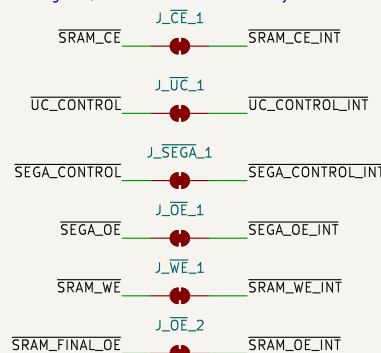 J_CE_1
SRAM_CE SRAM_CE_INT
J_UC_1
UC_CONTROL UC_CONTROL_INT
J_SEGA_1
SEGA_CONTROL SEGA_CONTROL_INT
J_OE_1
SEGA_OE SEGA_OE_INT
J_WE_1
SRAM_WE SRAM_WE_INT
J_OE_2
SRAM_FINAL_OE SRAM_OE_INT